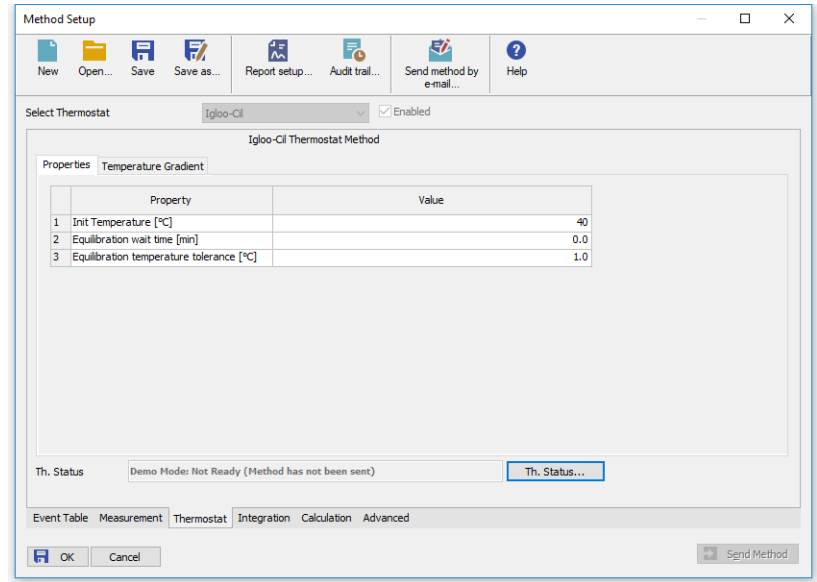 Method Setup
New Open... Save Save as... Report setup... Audit trail... Send method by e-mail... Help
Select Thermostat Igloo-Cil Enabled
Igloo-Cil Thermostat Method
Properties Temperature Gradient
Property Value
1 Init Temperature [°C] 40
2 Equilibration wait time [min] 0.0
3 Equilibration temperature tolerance [°C] 1.0
Th. Status Demo Mode: Not Ready (Method has not been sent) Th. Status...
Event Table Measurement Thermostat Integration Calculation Advanced
OK Cancel Send Method